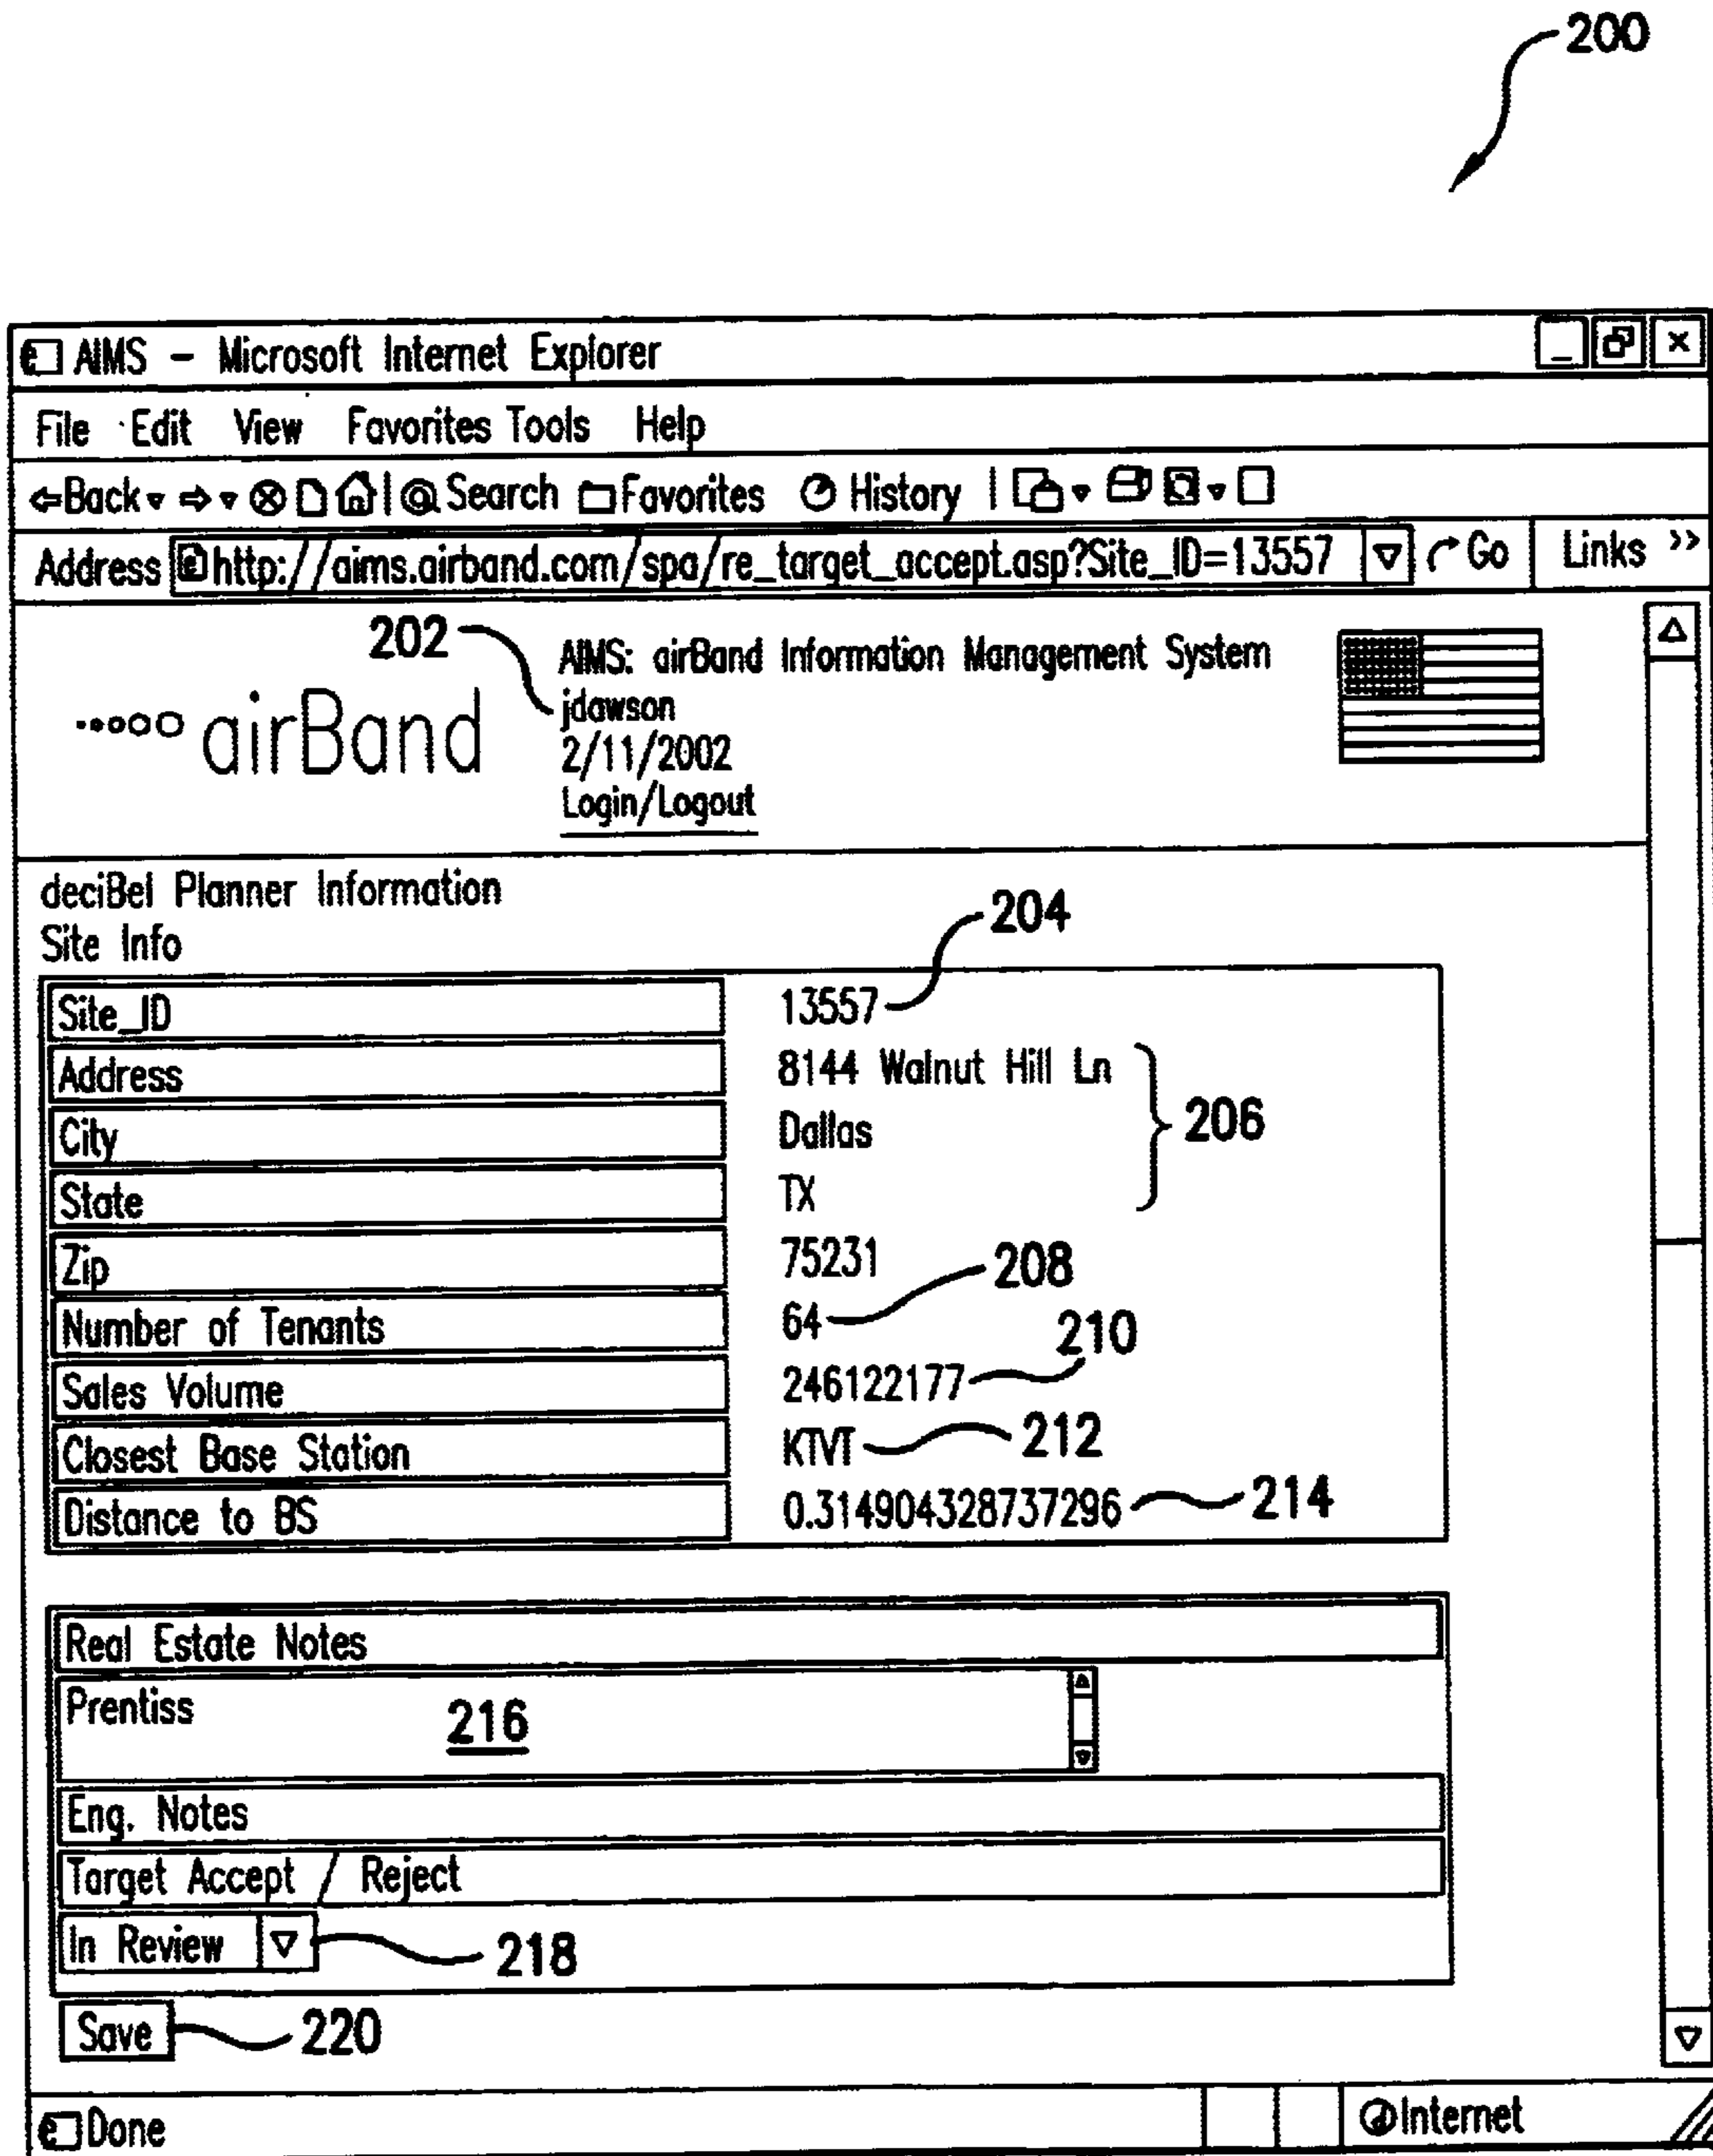 200
AIMS – Microsoft Internet Explorer
File Edit View Favorites Tools Help
Back Search Favorites History
Address http://aims.airband.com/spa/re_target_accept.asp?Site_ID=13557 Go Links >>
202 AIMS: airBand Information Management System
airBand jdawson
2/11/2002
Login/Logout
deciBel Planner Information
Site Info
204
Site_ID 13557
Address 8144 Walnut Hill Ln
City Dallas 206
State TX
Zip 75231
208
Number of Tenants 64
210
Sales Volume 246122177
Closest Base Station KTVT 212
Distance to BS 0.314904328737296 214
Real Estate Notes
Prentiss 216
Eng. Notes
Target Accept / Reject
In Review 218
Save 220
Done Internet